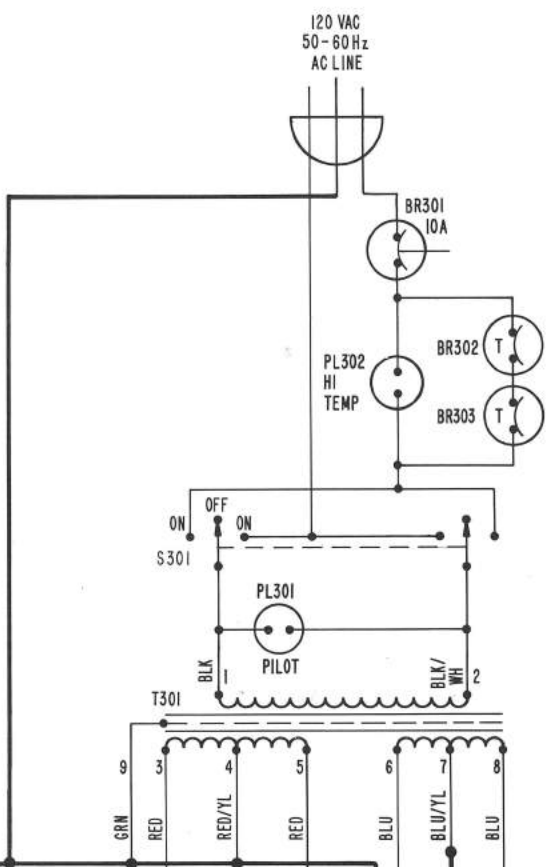 120 VAC
50-60 Hz
AC LINE
BR301
10A
PL302
HI
TEMP
BR302
T
BR303
T
OFF
ON
ON
S301
PL301
PILOT
BLK
1
BLK/
WH
2
T301
9
3
4
5
6
7
8
GRN
RED
RED/YL
RED
BLU
BLU/YL
BLU